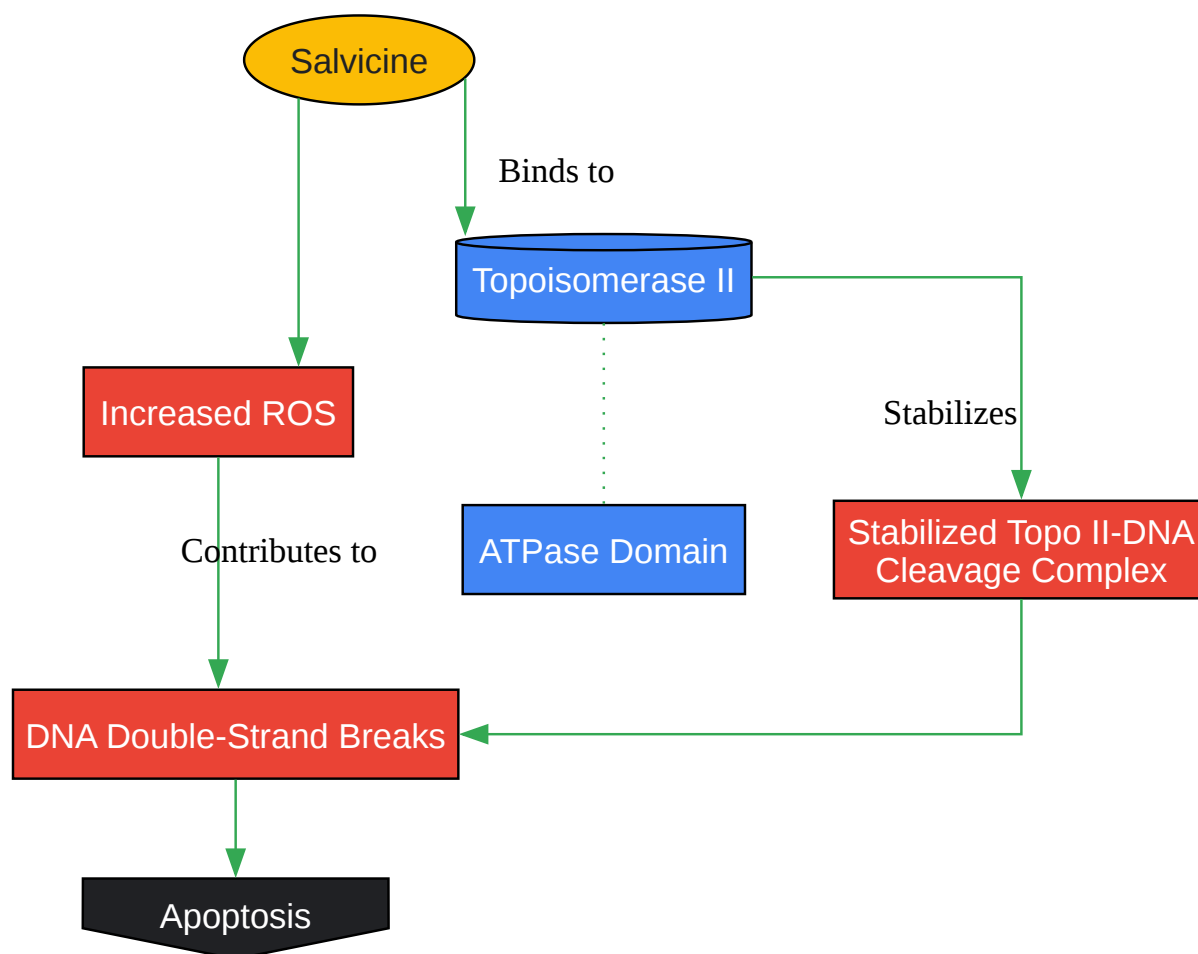 Salvicine
Binds to
Topoisomerase II
Increased ROS
Stabilizes
Contributes to
ATPase Domain
Stabilized Topo II-DNA
Cleavage Complex
DNA Double-Strand Breaks
Apoptosis